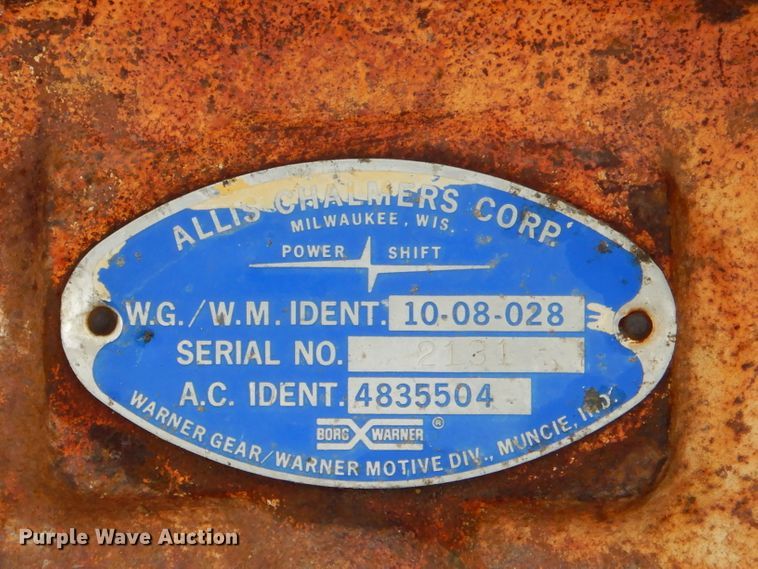 ALLIS-CHALMERS CORP.
MILWAUKEE, WIS.
POWER SHIFT
W.G./W.M. IDENT. 10-08-028
SERIAL NO. 2131
A.C. IDENT. 4835504
BORG WARNER ®
WARNER GEAR/WARNER MOTIVE DIV., MUNCIE, IND.
Purple Wave Auction